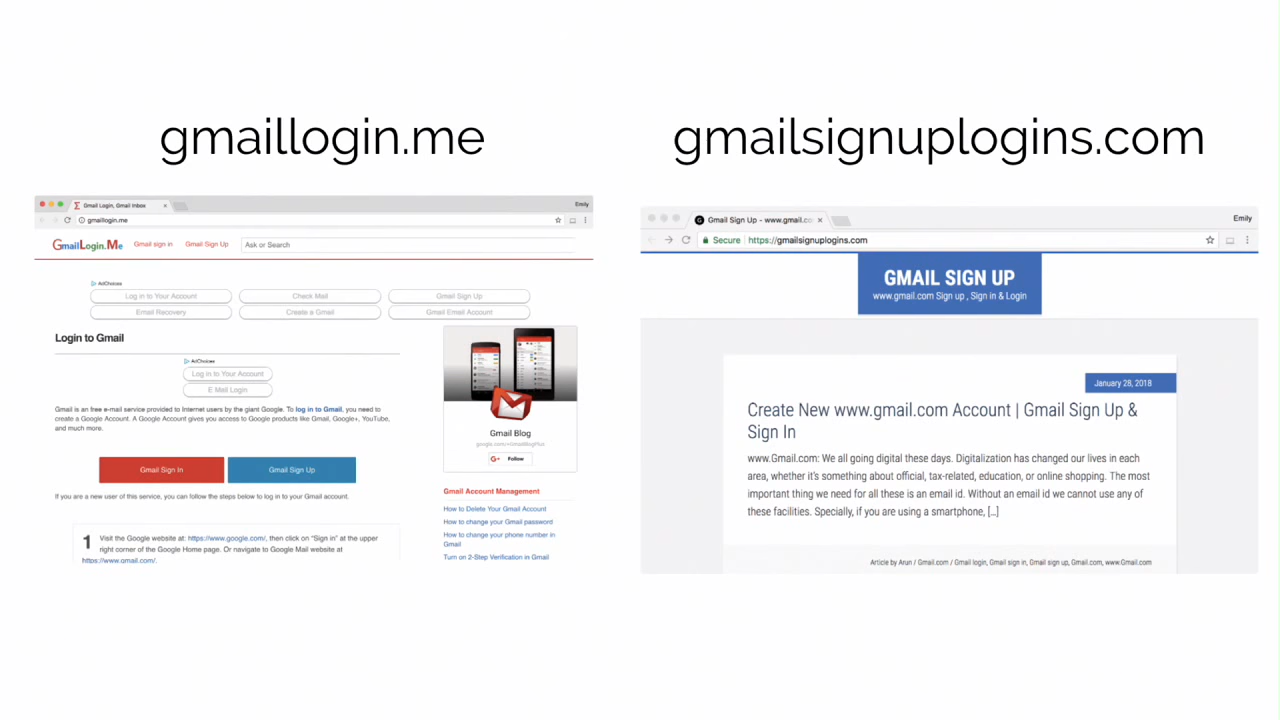 gmaillogin.me
Gmail Login, Gmail Inbox
Emily
gmaillogin.me
GmailLogin.Me
Gmail sign in
Gmail Sign Up
Ask or Search
AdChoices
Log in to Your Account
Check Mail
Gmail Sign Up
Email Recovery
Create a Gmail
Gmail Email Account
Login to Gmail
AdChoices
Log in to Your Account
E Mail Login
Gmail is an free e-mail service provided to Internet users by the giant Google. To log in to Gmail, you need to
create a Google Account. A Google Account gives you access to Google products like Gmail, Google+, YouTube,
and much more.
Gmail Sign In
Gmail Sign Up
If you are a new user of this service, you can follow the steps below to log in to your Gmail account.
1 Visit the Google website at: https://www.google.com/, then click on "Sign in" at the upper
right corner of the Google Home page. Or navigate to Google Mail website at
https://www.gmail.com/.
Gmail Blog
G+ Follow
Gmail Account Management
How to Delete Your Gmail Account
How to change your Gmail password
How to change your phone number in
Gmail
Turn on 2-Step Verification in Gmail
gmailsignuplogins.com
Gmail Sign Up - www.gmail.co
Emily
Secure https://gmailsignuplogins.com
GMAIL SIGN UP
www.gmail.com Sign up , Sign in & Login
January 28, 2018
Create New www.gmail.com Account | Gmail Sign Up &
Sign In
www.Gmail.com: We all going digital these days. Digitalization has changed our lives in each
area, whether it's something about official, tax-related, education, or online shopping. The most
important thing we need for all these is an email id. Without an email id we cannot use any of
these facilities. Specially, if you are using a smartphone, [...]
Article by Arun / Gmail.com / Gmail login, Gmail sign in, Gmail sign up, Gmail.com, www.Gmail.com